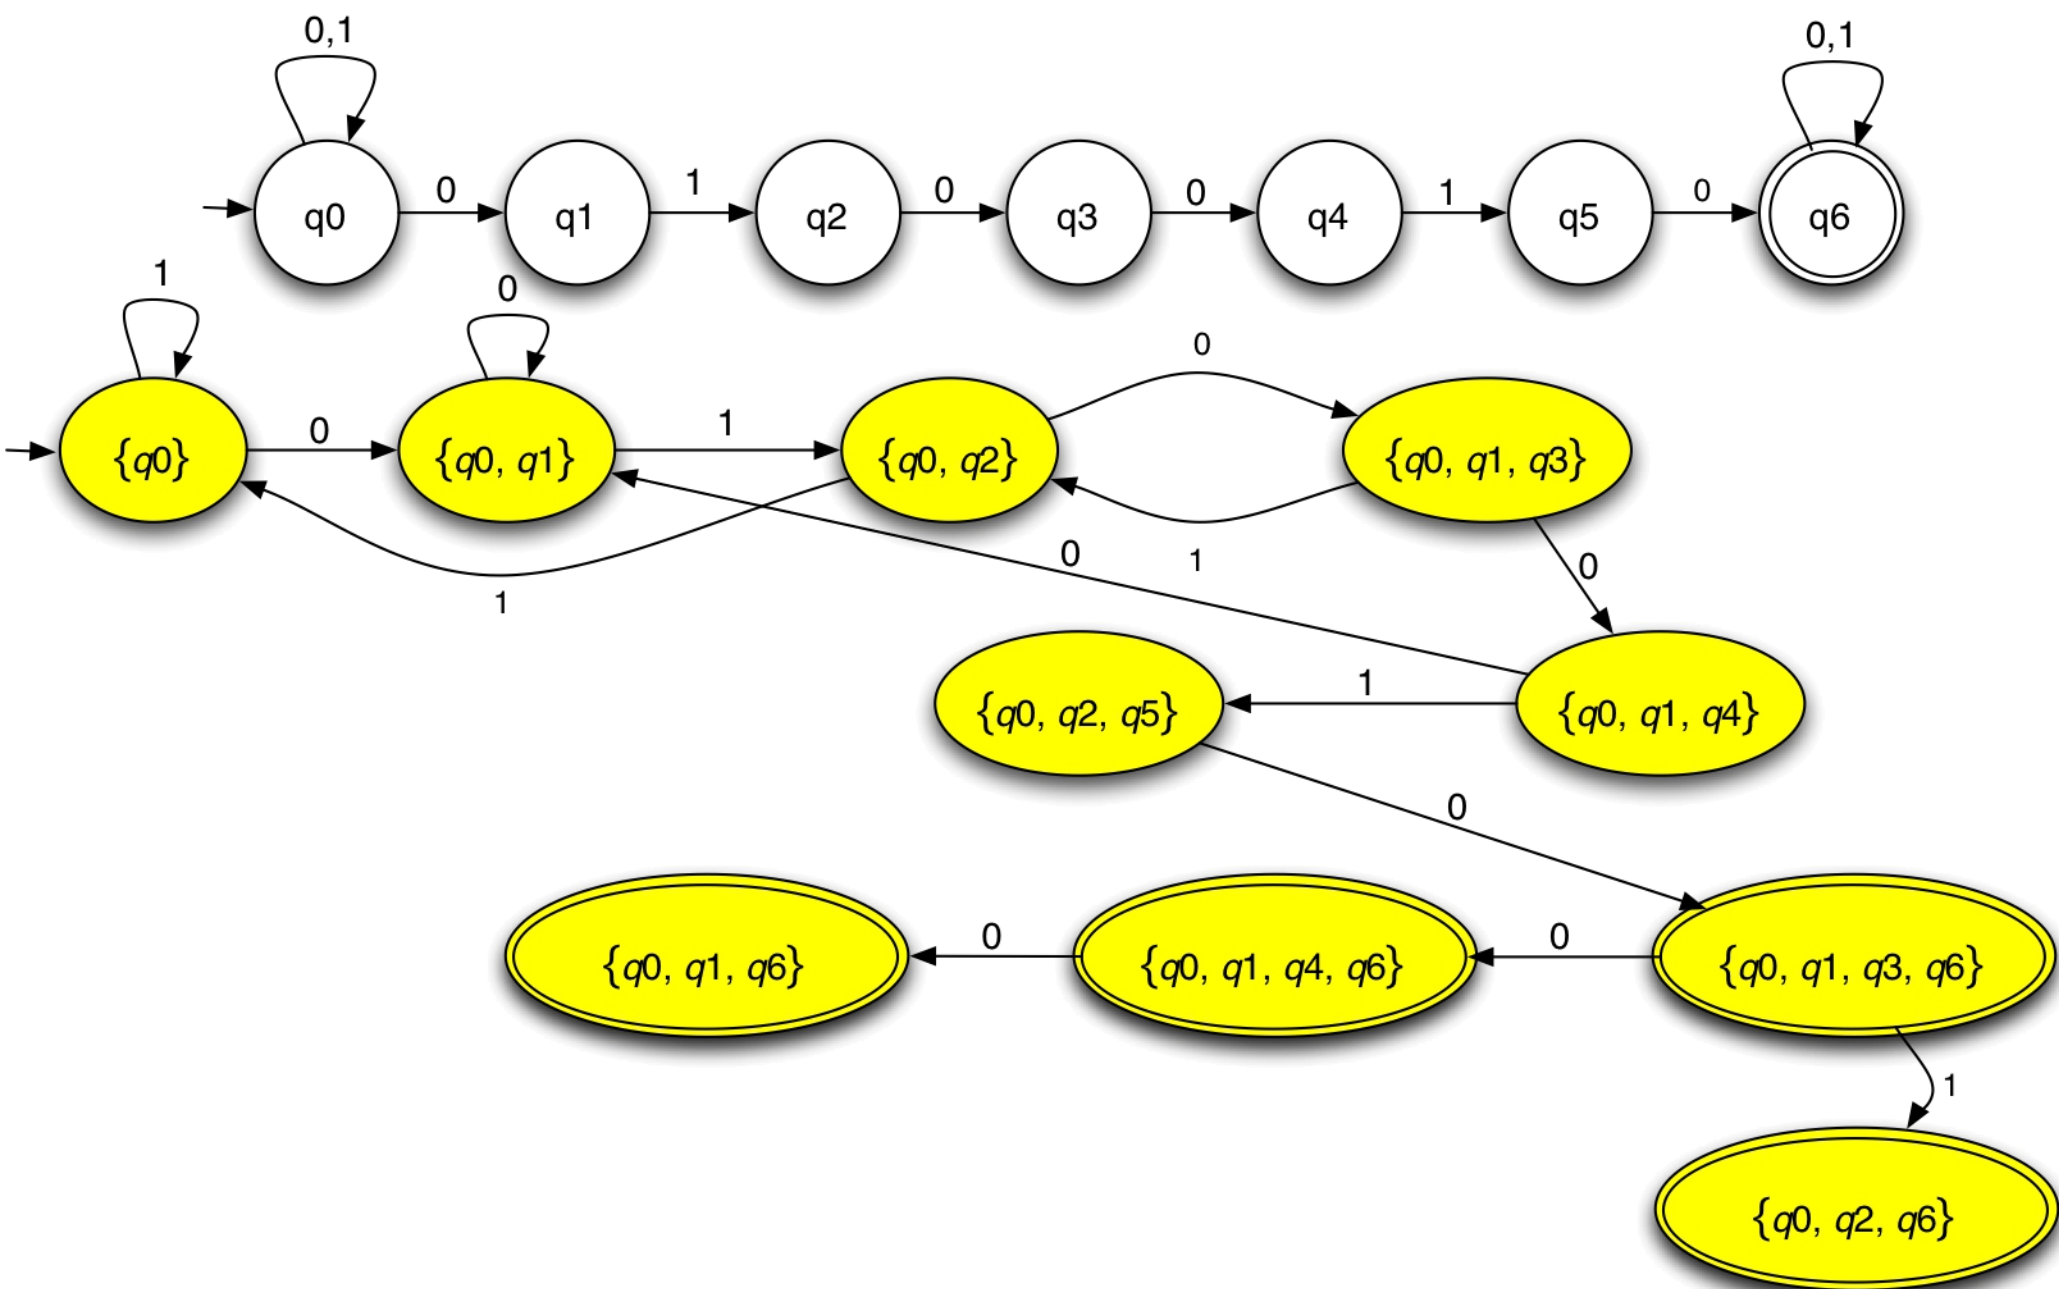 0,1 0,1
q0 0 q1 1 q2 0 q3 0 q4 1 q5 0 q6
1 0
0
{q0} 0 {q0, q1} 1 {q0, q2} {q0, q1, q3}
0 1 0
1
{q0, q2, q5} 1 {q0, q1, q4}
0
{q0, q1, q6} 0 {q0, q1, q4, q6} 0 {q0, q1, q3, q6}
1
{q0, q2, q6}